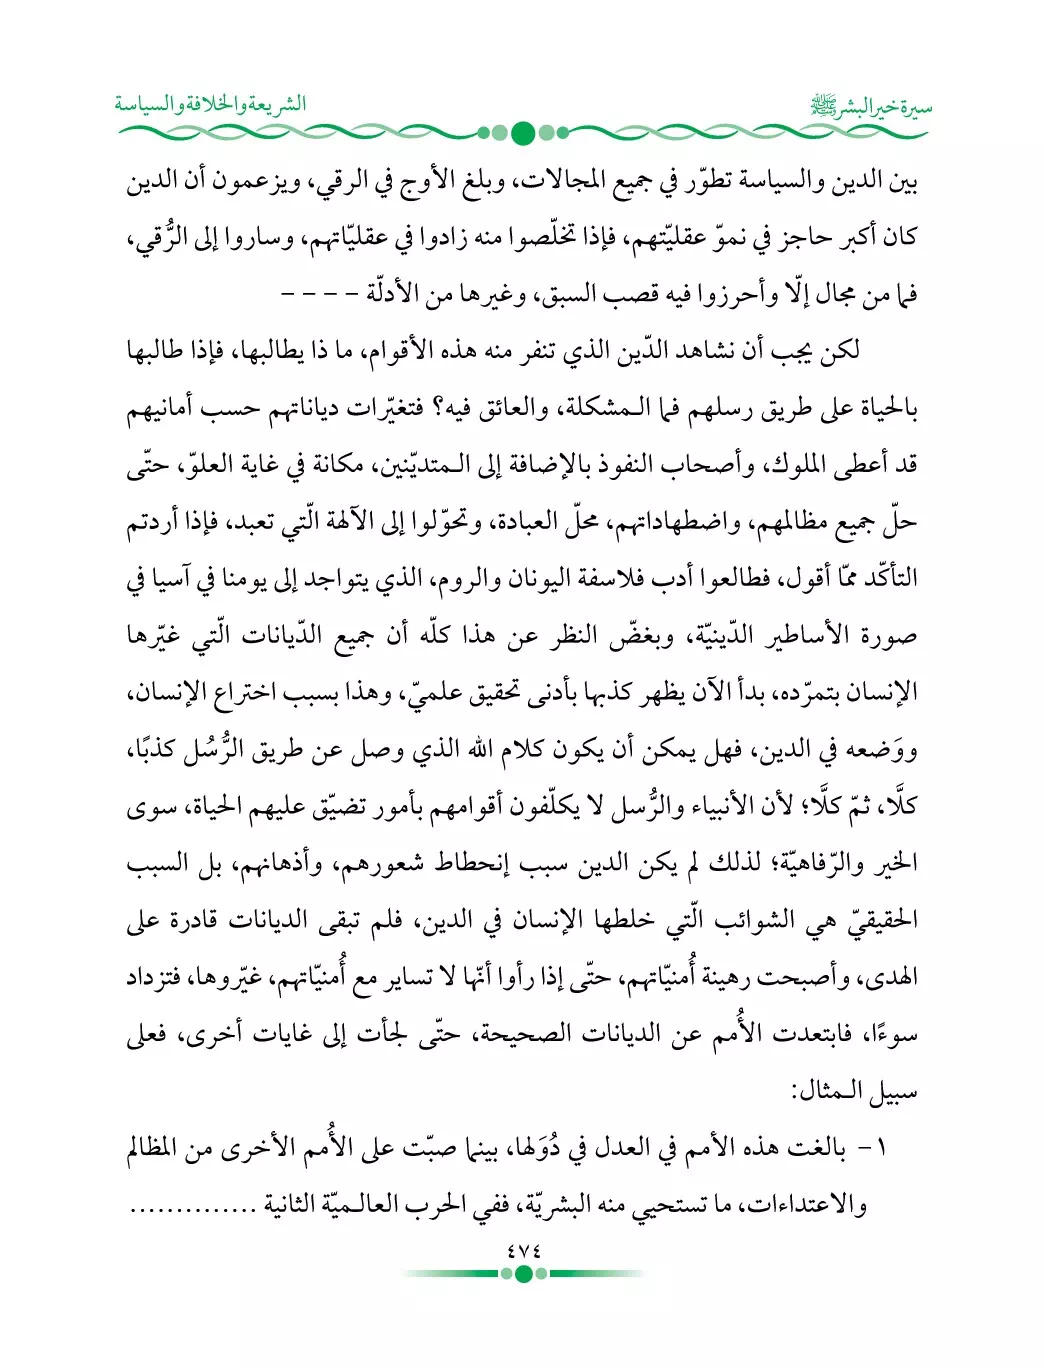 سيرة خير البشر ﷺ
الشريعة والخلافة والسياسة
بين الدين والسياسة تطوّر في جميع المجالات، وبلغ الأوج في الرقي، ويزعمون أن الدين
كان أكبر حاجز في نموّ عقليّتهم، فإذا تخلّصوا منه زادوا في عقليّاتهم، وساروا إلى الرُّقي،
فما من مجال إلّا وأحرزوا فيه قصب السبق، وغيرها من الأدلّة – – – –
لكن يجب أن نشاهد الدّين الذي تنفر منه هذه الأقوام، ما ذا يطالبها، فإذا طالبها
بالحياة على طريق رسلهم فما الـمشكلة، والعائق فيه؟ فتغيّرات دياناتهم حسب أمانيهم
قد أعطى الملوك، وأصحاب النفوذ بالإضافة إلى الـمتديّنين، مكانة في غاية العلوّ، حتّى
حلّ جميع مظالمهم، واضطهاداتهم، محلّ العبادة، وتحوّلوا إلى الآلهة الّتي تعبد، فإذا أردتم
التأكّد ممّا أقول، فطالعوا أدب فلاسفة اليونان والروم، الذي يتواجد إلى يومنا في آسيا في
صورة الأساطير الدّينيّة، وبغضّ النظر عن هذا كلّه أن جميع الدّيانات الّتي غيّرها
الإنسان بتمرّده، بدأ الآن يظهر كذبها بأدنى تحقيق علميّ، وهذا بسبب اختراع الإنسان،
ووَضعه في الدين، فهل يمكن أن يكون كلام الله الذي وصل عن طريق الرُّسُل كذبًا،
كلَّا، ثمّ كلَّا؛ لأن الأنبياء والرُّسل لا يكلّفون أقوامهم بأمور تضيّق عليهم الحياة، سوى
الخير والرّفاهيّة؛ لذلك لم يكن الدين سبب إنحطاط شعورهم، وأذهانهم، بل السبب
الحقيقيّ هي الشوائب الّتي خلطها الإنسان في الدين، فلم تبقى الديانات قادرة على
الهدى، وأصبحت رهينة أُمنيّاتهم، حتّى إذا رأوا أنّها لا تساير مع أُمنيّاتهم، غيّروها، فتزداد
سوءًا، فابتعدت الأُمم عن الديانات الصحيحة، حتّى لجأت إلى غايات أخرى، فعلى
سبيل الـمثال:
١- بالغت هذه الأمم في العدل في دُوَلها، بينما صبّت على الأُمم الأخرى من المظالم
والاعتداءات، ما تستحيي منه البشريّة، ففي الحرب العالـميّة الثانية ..............
٤٧٤